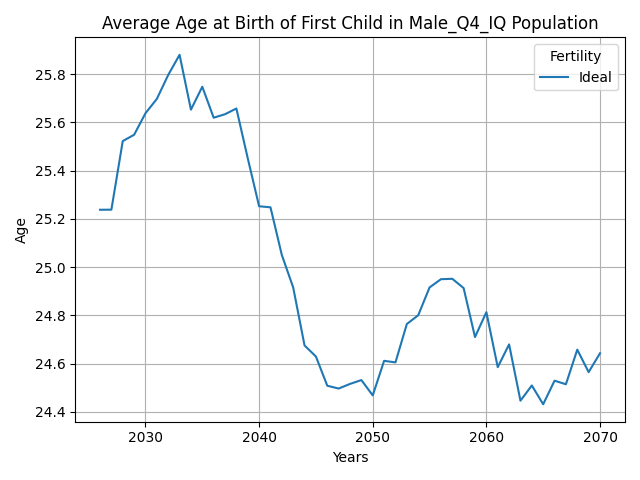 Average Age at Birth of First Child in Male_Q4_IQ Population
Fertility
Ideal
Age
25.8
25.6
25.4
25.2
25.0
24.8
24.6
24.4
2030 2040 2050 2060 2070
Years